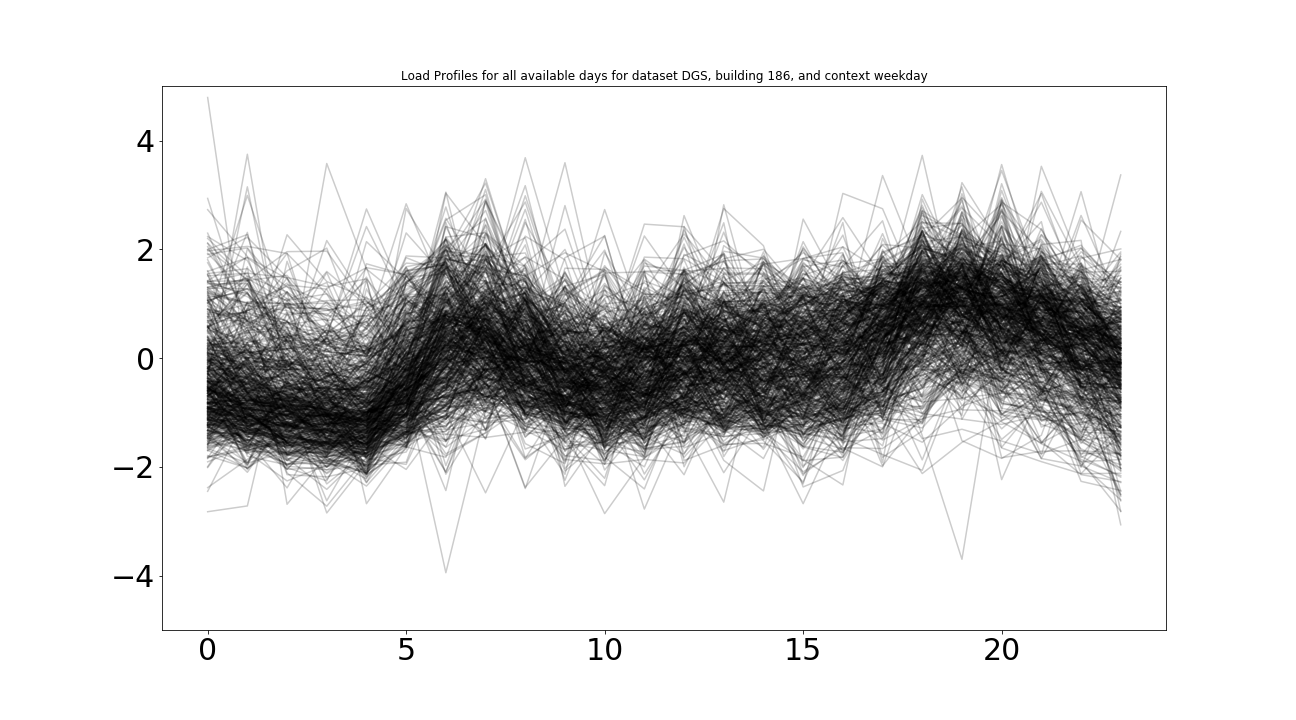 Load Profiles for all available days for dataset DGS, building 186, and context weekday
4
2
0
−2
−4
0 5 10 15 20